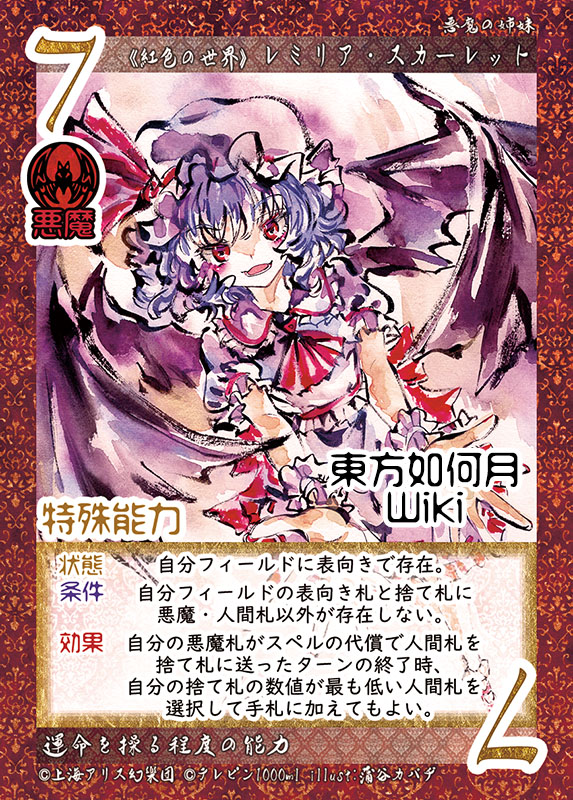 悪魔の姉妹
7
《紅色の世界》 レミリア・スカーレット
悪魔
東方如何月
Wiki
特殊能力
状態 自分フィールドに表向きで存在。
条件 自分フィールドの表向き札と捨て札に
悪魔・人間札以外が存在しない。
効果 自分の悪魔札がスペルの代償で人間札を
捨て札に送ったターンの終了時、
自分の捨て札の数値が最も低い人間札を
選択して手札に加えてもよい。
7
運命を操る程度の能力
©上海アリス幻樂団 ©テレビン1000ml illust:蒲谷カバヂ